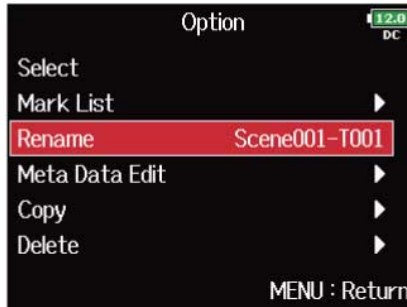 Option
12.0
DC
Select
Mark List
Rename Scene001-T001
Meta Data Edit
Copy
Delete
MENU : Return